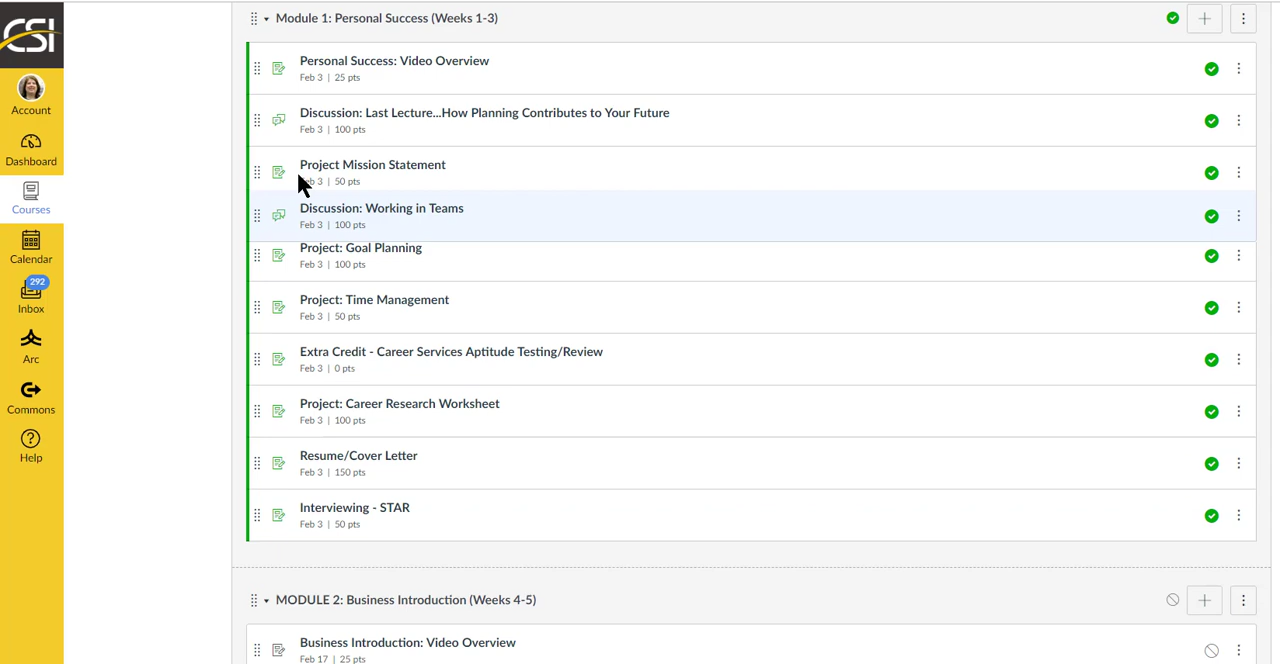 CSI
Account
Dashboard
Courses
Calendar
292
Inbox
Arc
Commons
Help
Module 1: Personal Success (Weeks 1-3)
Personal Success: Video Overview
Feb 3 | 25 pts
Discussion: Last Lecture...How Planning Contributes to Your Future
Feb 3 | 100 pts
Project Mission Statement
3 | 50 pts
Discussion: Working in Teams
Feb 3 | 100 pts
Project: Goal Planning
Feb 3 | 100 pts
Project: Time Management
Feb 3 | 50 pts
Extra Credit - Career Services Aptitude Testing/Review
Feb 3 | 0 pts
Project: Career Research Worksheet
Feb 3 | 100 pts
Resume/Cover Letter
Feb 3 | 150 pts
Interviewing - STAR
Feb 3 | 50 pts
MODULE 2: Business Introduction (Weeks 4-5)
Business Introduction: Video Overview
Feb 17 | 25 pts